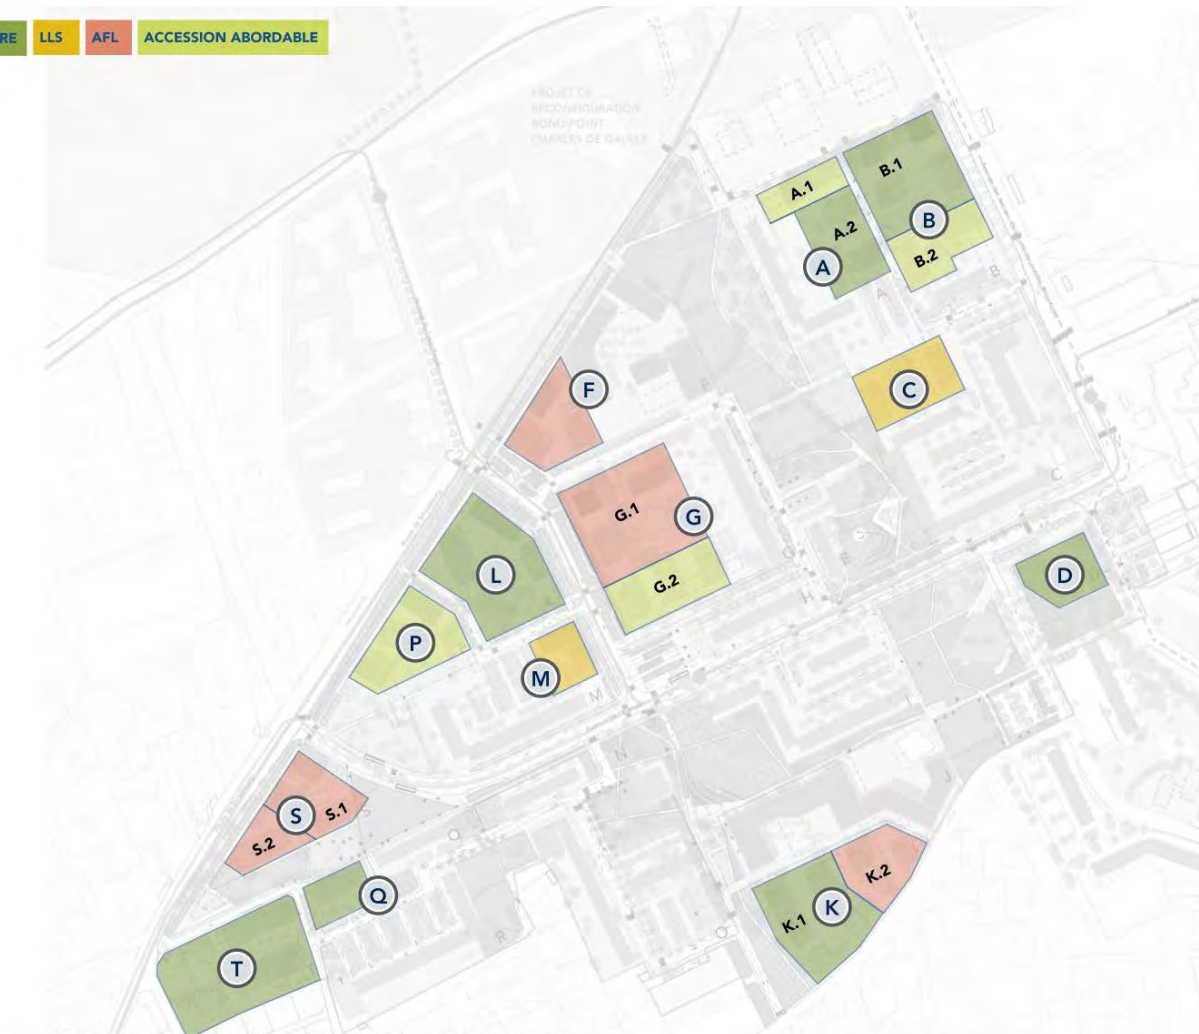 RE LLS AFL ACCESSION ABORDABLE
PROJET DE
RECONFIGURATION
ROND POINT
CHARLES DE GAULLE
B.1
A.1
B
A.2
A
B.2
B
A
F
C
G.1
G
L
D
G.2
H
P
M
M
N
J
S
S.1
S.2
K.2
Q
K
K.1
R
T